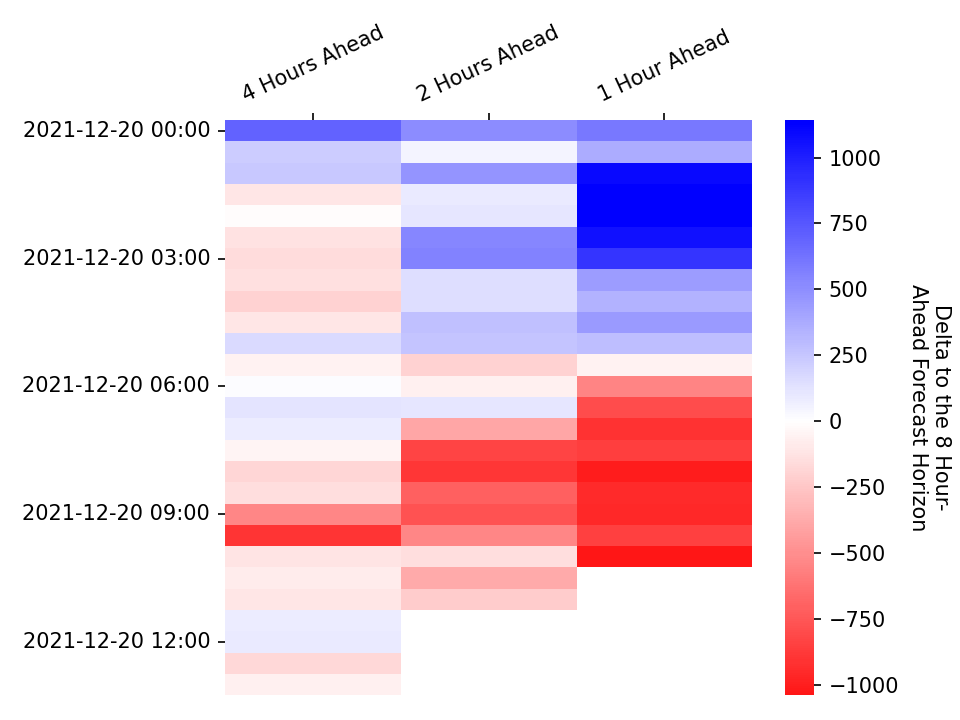 4 Hours Ahead
2 Hours Ahead
1 Hour Ahead
2021-12-20 00:00
2021-12-20 03:00
2021-12-20 06:00
2021-12-20 09:00
2021-12-20 12:00
1000
750
500
250
0
−250
−500
−750
−1000
Delta to the 8 Hour-
Ahead Forecast Horizon